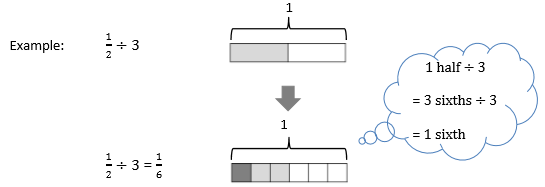 1
Example: 1/2 ÷ 3
1 half ÷ 3
= 3 sixths ÷ 3
= 1 sixth
1
1/2 ÷ 3 = 1/6